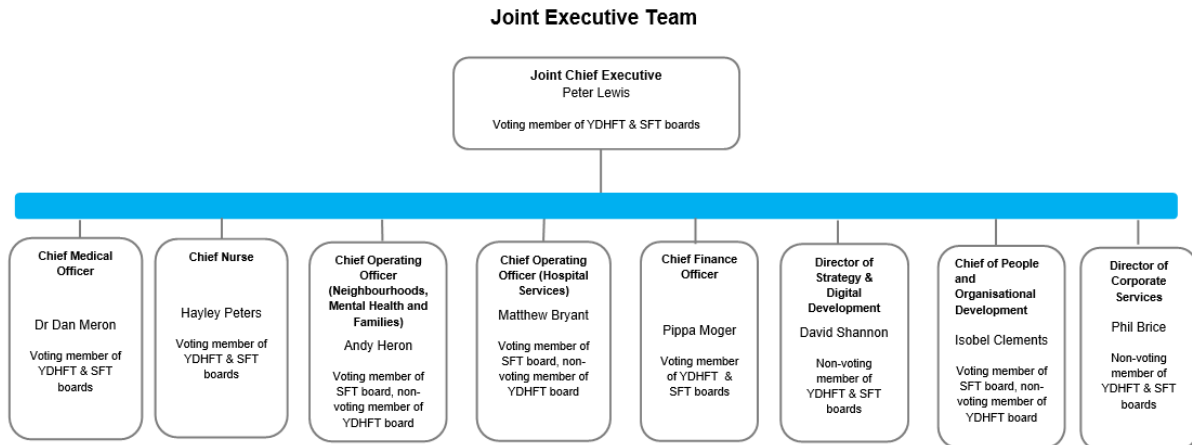 Joint Executive Team
Joint Chief Executive
Peter Lewis
Voting member of YDHFT & SFT boards
Chief Medical
Officer
Dr Dan Meron
Voting member of
YDHFT & SFT
boards
Chief Nurse
Hayley Peters
Voting member of
YDHFT & SFT
boards
Chief Operating
Officer
(Neighbourhoods,
Mental Health and
Families)
Andy Heron
Voting member of
SFT board, non-
voting member of
YDHFT board
Chief Operating
Officer (Hospital
Services)
Matthew Bryant
Voting member of
SFT board, non-
voting member of
YDHFT board
Chief Finance
Officer
Pippa Moger
Voting member
of YDHFT &
SFT boards
Director of
Strategy &
Digital
Development
David Shannon
Non-voting
member of
YDHFT & SFT
boards
Chief of People
and
Organisational
Development
Isobel Clements
Voting member of
SFT board, non-
voting member of
YDHFT board
Director of
Corporate
Services
Phil Brice
Non-voting
member of
YDHFT & SFT
boards